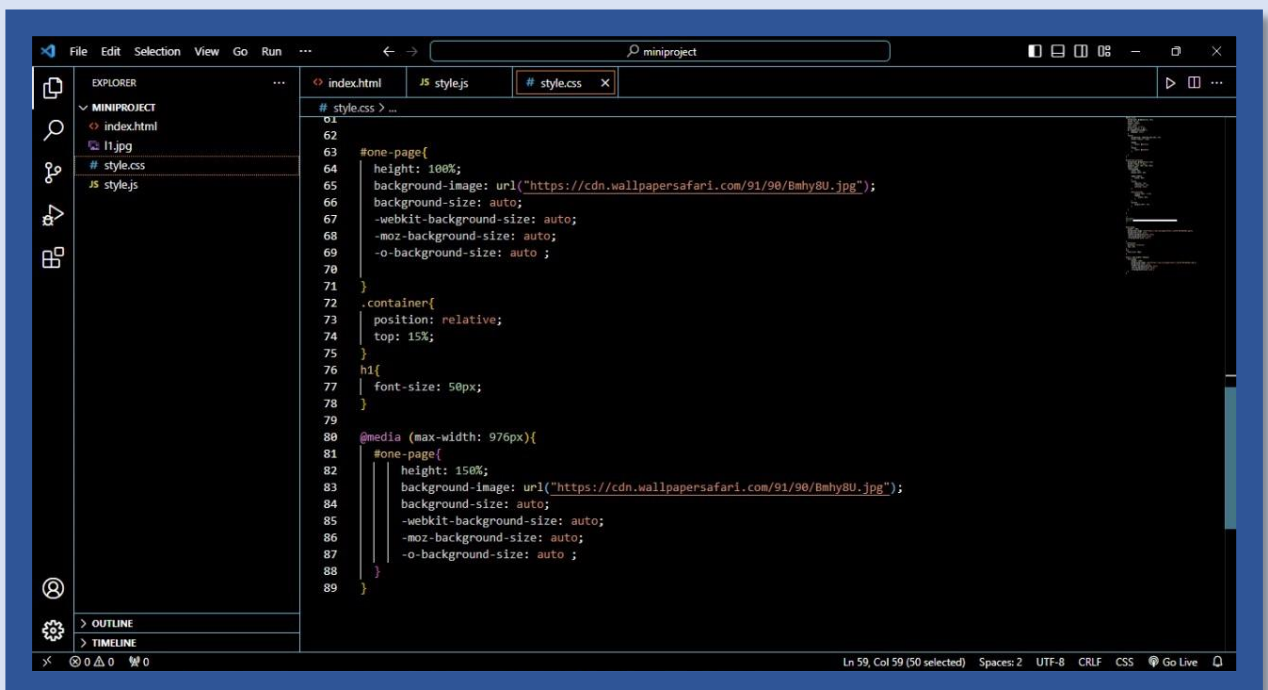 File Edit Selection View Go Run ··· ← → miniproject
EXPLORER ···
MINIPROJECT
index.html
l1.jpg
# style.css
JS style.js
OUTLINE
TIMELINE
index.html JS style.js # style.css ×
# style.css > ...
61
62
63 #one-page{
64 height: 100%;
65 background-image: url("https://cdn.wallpapersafari.com/91/90/Bmhy8U.jpg");
66 background-size: auto;
67 -webkit-background-size: auto;
68 -moz-background-size: auto;
69 -o-background-size: auto ;
70
71 }
72 .container{
73 position: relative;
74 top: 15%;
75 }
76 h1{
77 font-size: 50px;
78 }
79
80 @media (max-width: 976px){
81 #one-page{
82 height: 150%;
83 background-image: url("https://cdn.wallpapersafari.com/91/90/Bmhy8U.jpg");
84 background-size: auto;
85 -webkit-background-size: auto;
86 -moz-background-size: auto;
87 -o-background-size: auto ;
88 }
89 }
0 0 0 Ln 59, Col 59 (50 selected) Spaces: 2 UTF-8 CRLF CSS Go Live